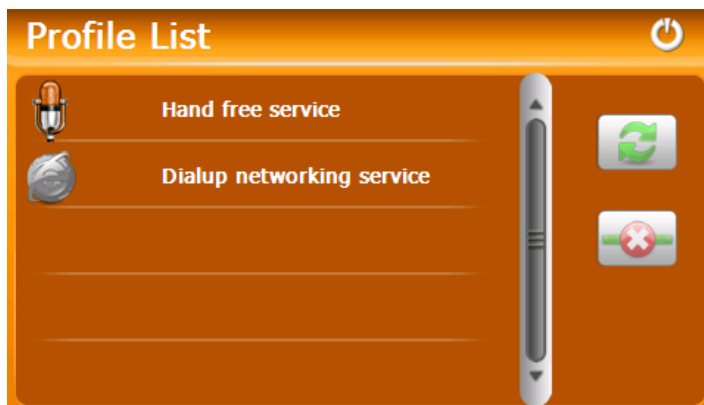 Profile List
Hand free service
Dialup networking service